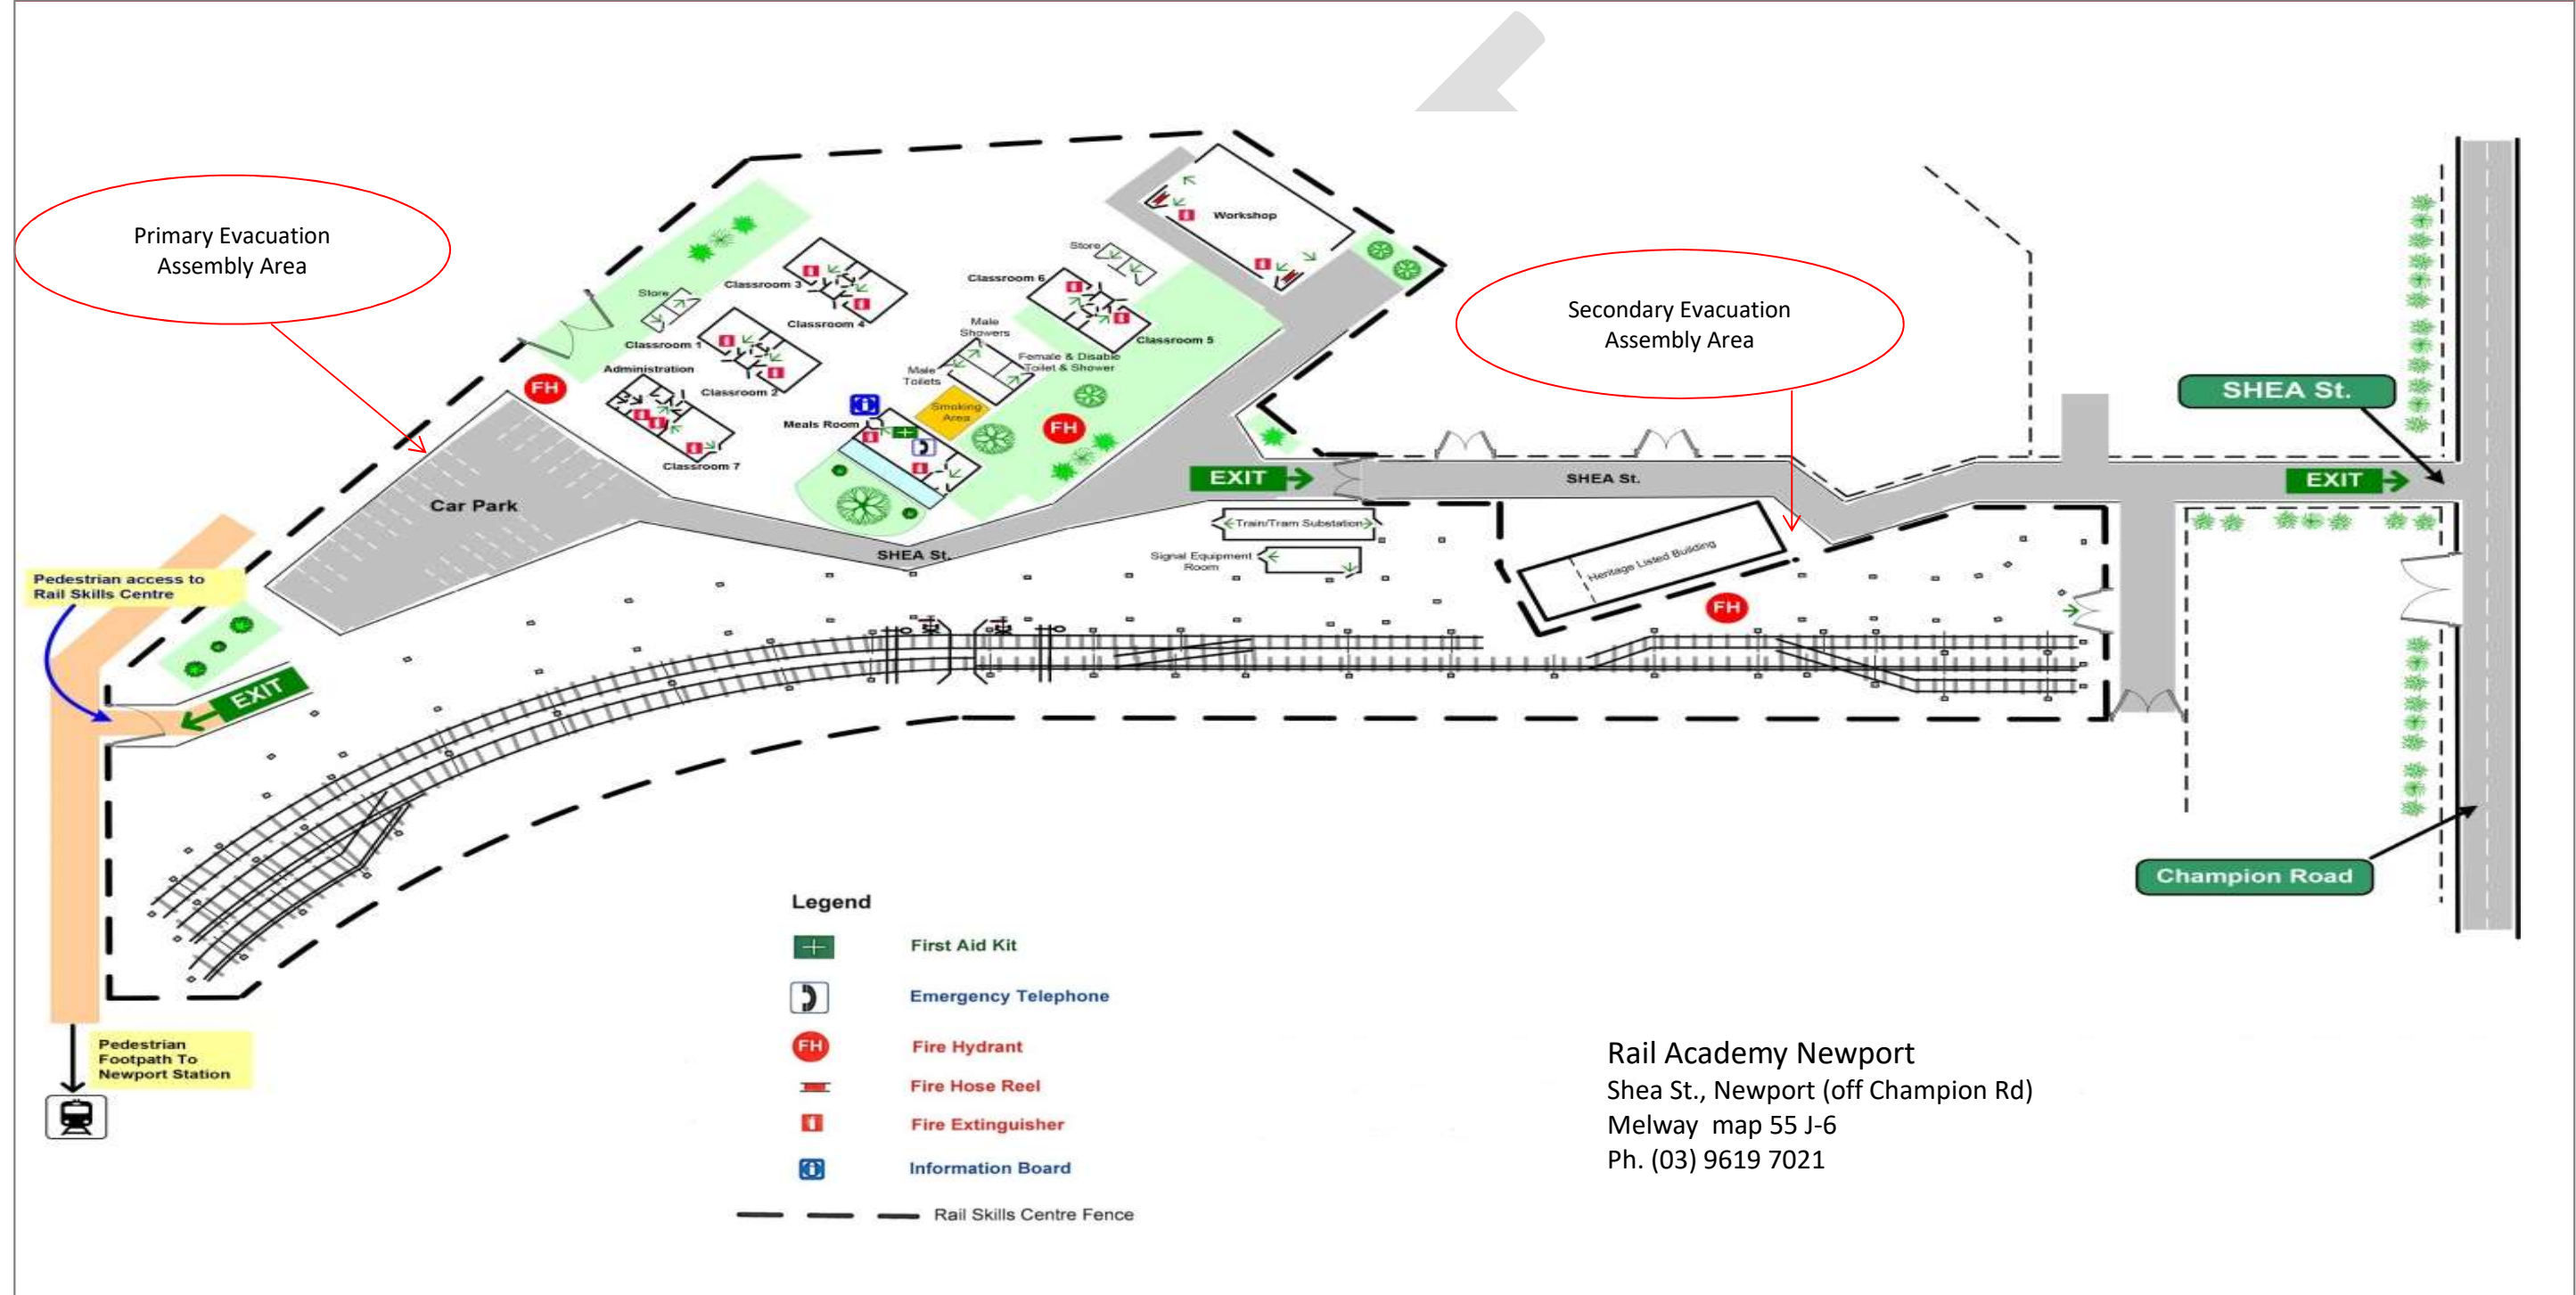 Primary Evacuation
Assembly Area
Secondary Evacuation
Assembly Area
Workshop
Store
Classroom 6
Classroom 5
Classroom 3
Classroom 4
Store
Classroom 1
Classroom 2
Administration
Classroom 7
Male
Showers
Female & Disable
Toilet & Shower
Male
Toilets
Smoking
Area
Meals Room
FH
FH
FH
Car Park
SHEA St.
EXIT
SHEA St.
SHEA St.
EXIT
Train/Tram Substation
Signal Equipment
Room
Heritage Listed Building
Pedestrian access to
Rail Skills Centre
EXIT
Champion Road
Pedestrian
Footpath To
Newport Station
Legend
First Aid Kit
Emergency Telephone
FH
Fire Hydrant
Fire Hose Reel
Fire Extinguisher
Information Board
Rail Skills Centre Fence
Rail Academy Newport
Shea St., Newport (off Champion Rd)
Melway map 55 J-6
Ph. (03) 9619 7021